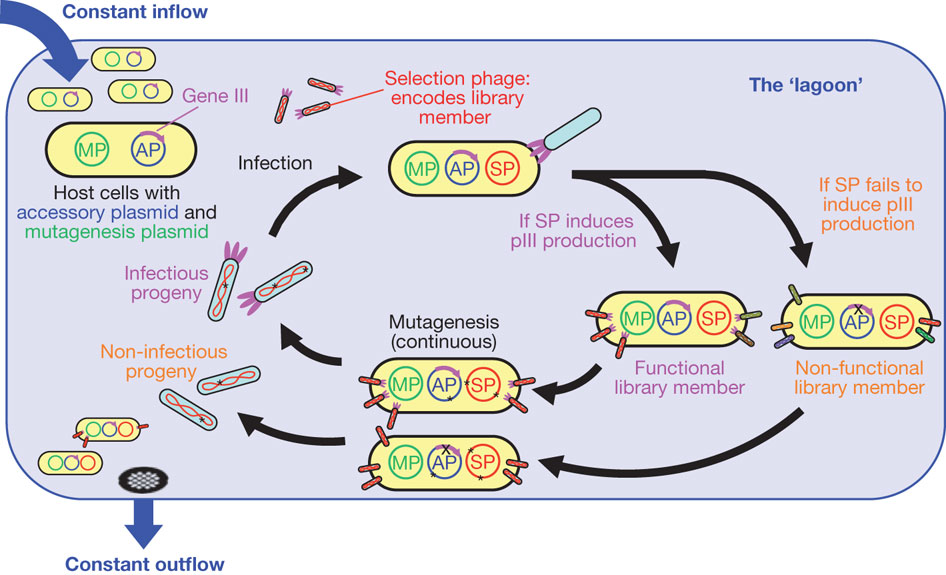 Constant inflow
The 'lagoon'
Gene III
MP
AP
Host cells with
accessory plasmid and
mutagenesis plasmid
Selection phage:
encodes library
member
Infection
MP
AP
SP
If SP induces
pIII production
If SP fails to
induce pIII
production
Infectious
progeny
MP
AP
SP
Functional
library member
MP
AP
X
SP
Non-functional
library member
Mutagenesis
(continuous)
MP
AP
SP
Non-infectious
progeny
MP
AP
X
SP
Constant outflow